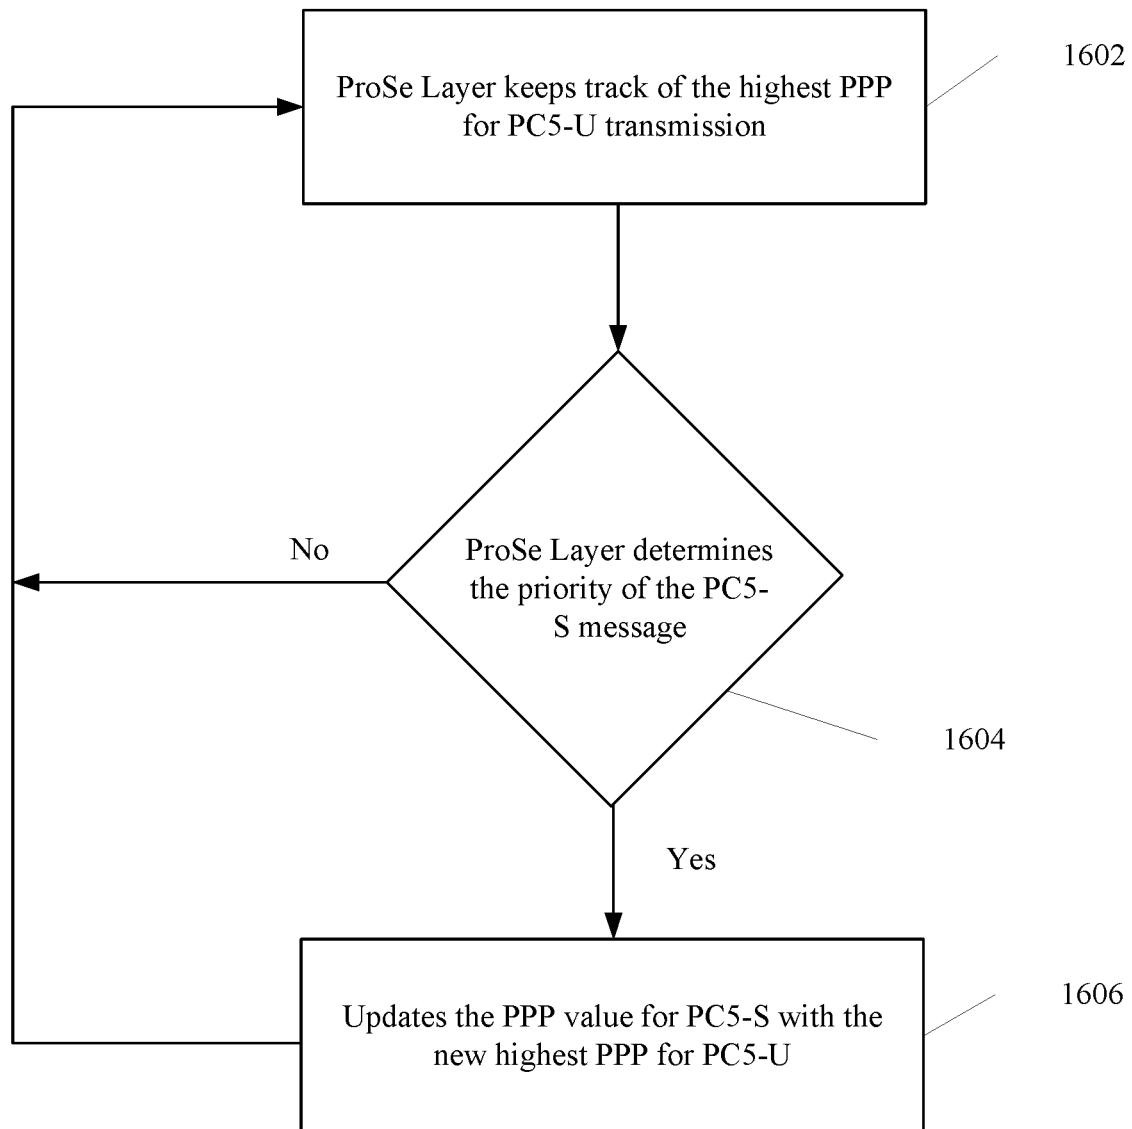 ProSe Layer keeps track of the highest PPP
for PC5-U transmission
1602
No
ProSe Layer determines
the priority of the PC5-
S message
1604
Yes
Updates the PPP value for PC5-S with the
new highest PPP for PC5-U
1606